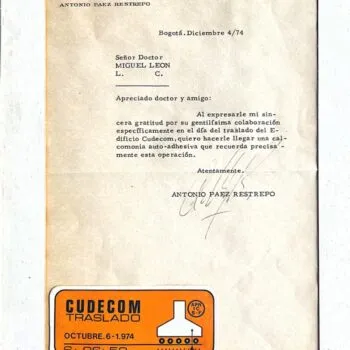 ANTONIO PAEZ RESTREPO
Bogotá. Diciembre 4/74
Señor Doctor
MIGUEL LEON
L. C.
Apreciado doctor y amigo:
Al expresarle mi sin-
cera gratitud por su gentilísima colaboración
específicamente en el día del traslado del E-
dificio Cudecom, quiero hacerle llegar una cal-
comonía auto-adhesiva que recuerda precisa-
mente esta operación.
Atentamente,
ANTONIO PAEZ RESTREPO
CUDECOM
TRASLADO
OCTUBRE.6-1.974